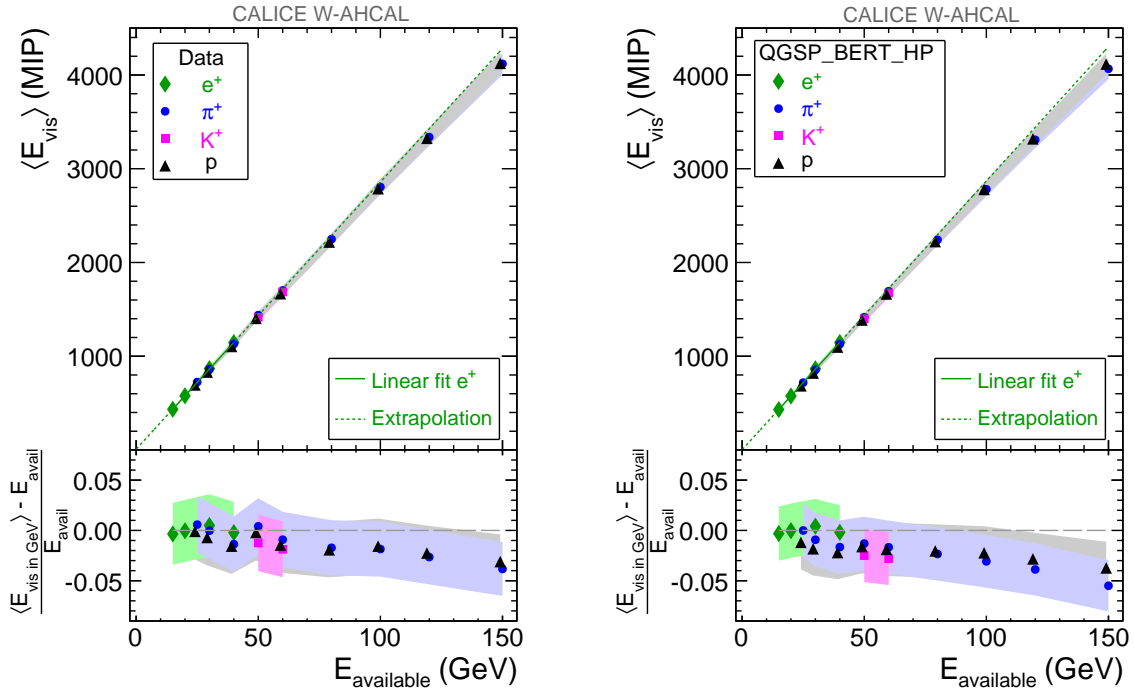 CALICE W-AHCAL
⟨E_vis⟩ (MIP)
4000
3000
2000
1000
Data
e⁺
π⁺
K⁺
p
Linear fit e⁺
Extrapolation
⟨E_vis in GeV⟩ - E_avail
E_avail
0.05
0.00
-0.05
0 50 100 150
E_available (GeV)
CALICE W-AHCAL
⟨E_vis⟩ (MIP)
4000
3000
2000
1000
QGSP_BERT_HP
e⁺
π⁺
K⁺
p
Linear fit e⁺
Extrapolation
⟨E_vis in GeV⟩ - E_avail
E_avail
0.05
0.00
-0.05
0 50 100 150
E_available (GeV)